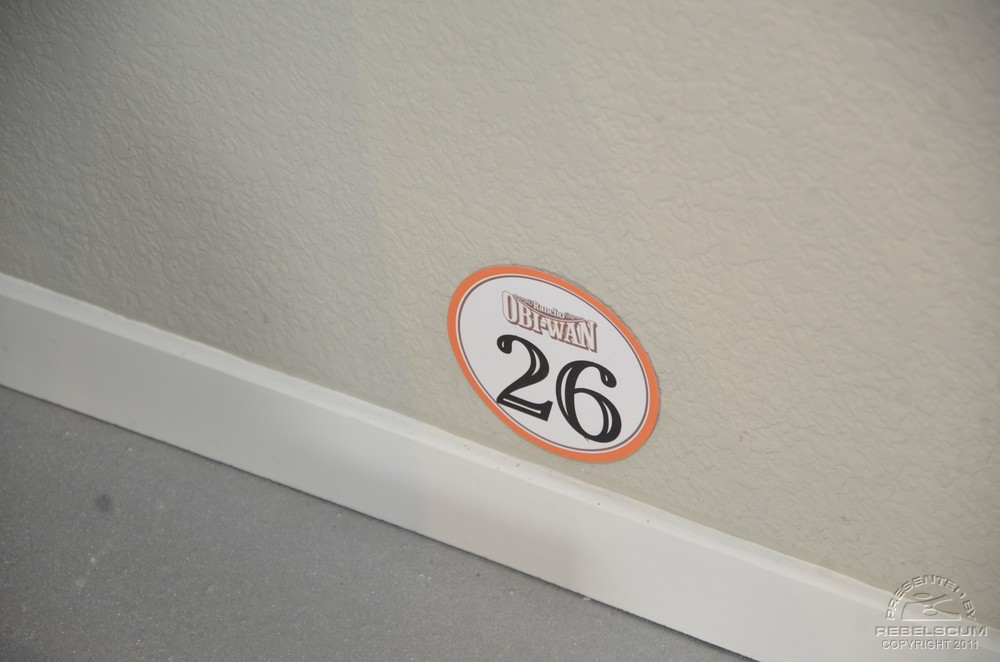 Rancho
OBI-WAN
26
PRESENTED BY
REBELSCUM
COPYRIGHT 2011